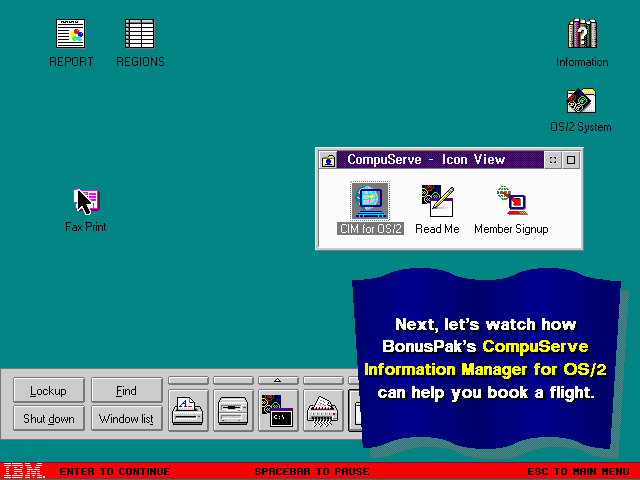 REPORT
REGIONS
Information
OS/2 System
CompuServe - Icon View
CIM for OS/2
Read Me
Member Signup
Fax Print
Next, let's watch how
BonusPak's CompuServe
Information Manager for OS/2
can help you book a flight.
Lockup
Find
Shut down
Window list
C:\
IBM.
ENTER TO CONTINUE
SPACEBAR TO PAUSE
ESC TO MAIN MENU